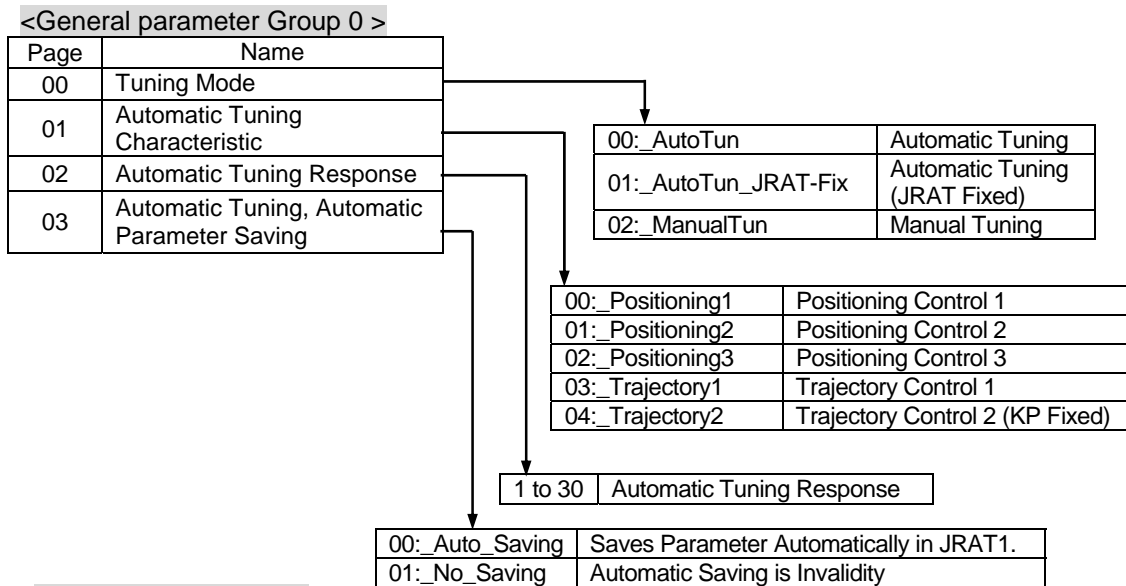 <General parameter Group 0 >
Page Name
00 Tuning Mode
01 Automatic Tuning
Characteristic
02 Automatic Tuning Response
03 Automatic Tuning, Automatic
Parameter Saving
00:_AutoTun Automatic Tuning
01:_AutoTun_JRAT-Fix Automatic Tuning
(JRAT Fixed)
02:_ManualTun Manual Tuning
00:_Positioning1 Positioning Control 1
01:_Positioning2 Positioning Control 2
02:_Positioning3 Positioning Control 3
03:_Trajectory1 Trajectory Control 1
04:_Trajectory2 Trajectory Control 2 (KP Fixed)
1 to 30 Automatic Tuning Response
00:_Auto_Saving Saves Parameter Automatically in JRAT1.
01:_No_Saving Automatic Saving is Invalidity